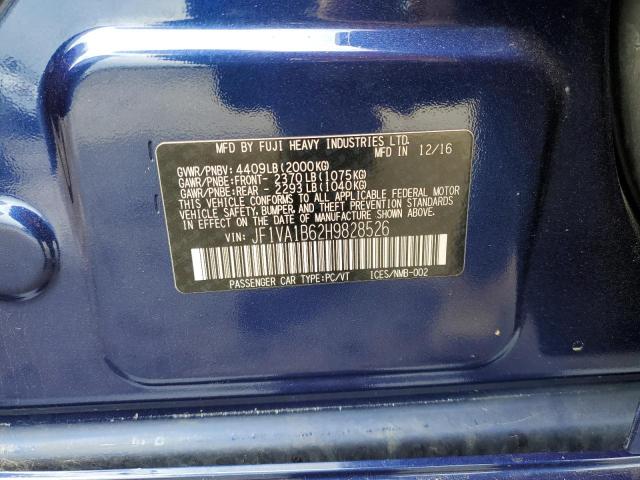 MFD BY FUJI HEAVY INDUSTRIES LTD.
MFD IN 12/16
GVWR/PNBV: 4409LB(2000KG)
GAWR/PNBE:FRONT- 2370LB(1075KG)
GAWR/PNBE:REAR - 2293LB(1040KG)
THIS VEHICLE CONFORMS TO ALL APPLICABLE FEDERAL MOTOR
VEHICLE SAFETY, BUMPER, AND THEFT PREVENTION STANDARDS
IN EFFECT ON THE DATE OF MANUFACTURE SHOWN ABOVE.
VIN: JF1VA1B62H9828526
PASSENGER CAR TYPE:PC/VT ICES/NMB-002